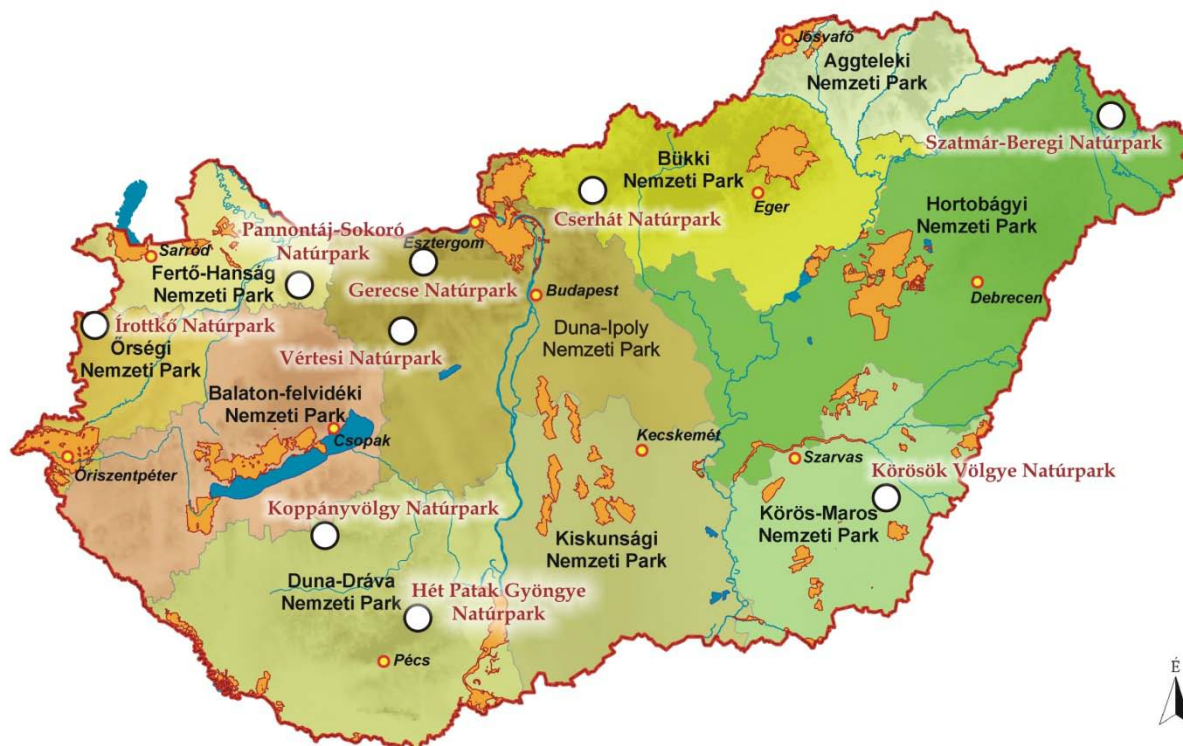 Jósvafő
Aggteleki
Nemzeti Park
Szatmár-Beregi Natúrpark
Bükki
Nemzeti Park
Eger
Cserhát Natúrpark
Hortobágyi
Nemzeti Park
Pannontáj-Sokoró
Natúrpark
Esztergom
Sarród
Fertő-Hanság
Nemzeti Park
Gerecse Natúrpark
Budapest
Debrecen
Írottkő Natúrpark
Őrségi
Nemzeti Park
Vértesi Natúrpark
Duna-Ipoly
Nemzeti Park
Balaton-felvidéki
Nemzeti Park
Csopak
Kecskemét
Szarvas
Őriszentpéter
Körösök Völgye Natúrpark
Koppányvölgy Natúrpark
Körös-Maros
Nemzeti Park
Kiskunsági
Nemzeti Park
Duna-Dráva
Nemzeti Park
Hét Patak Gyöngye
Natúrpark
Pécs
É